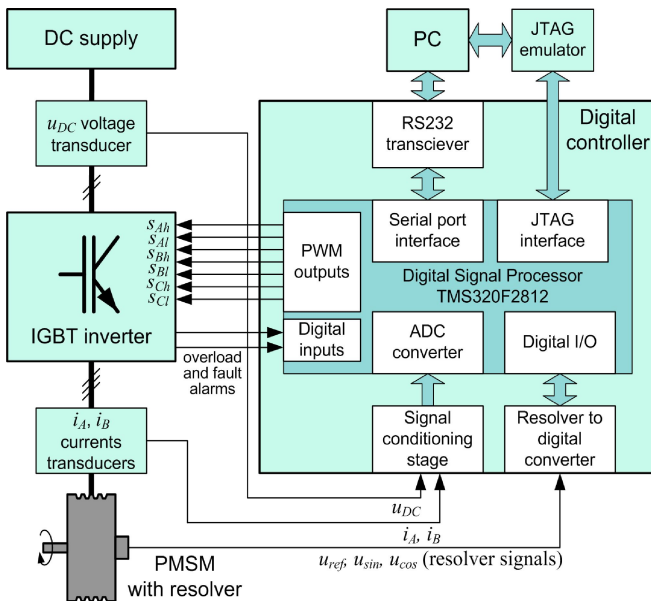 DC supply
PC
JTAG
emulator
u_DC voltage
transducer
RS232
transciever
Digital
controller
s_Ah
s_Al
s_Bh
s_Bl
s_Ch
s_Cl
IGBT inverter
PWM
outputs
Serial port
interface
JTAG
interface
Digital Signal Processor
TMS320F2812
Digital
inputs
ADC
converter
Digital I/O
overload
and fault
alarms
i_A, i_B
currents
transducers
Signal
conditioning
stage
Resolver to
digital
converter
u_DC
i_A, i_B
u_ref, u_sin, u_cos (resolver signals)
PMSM
with resolver